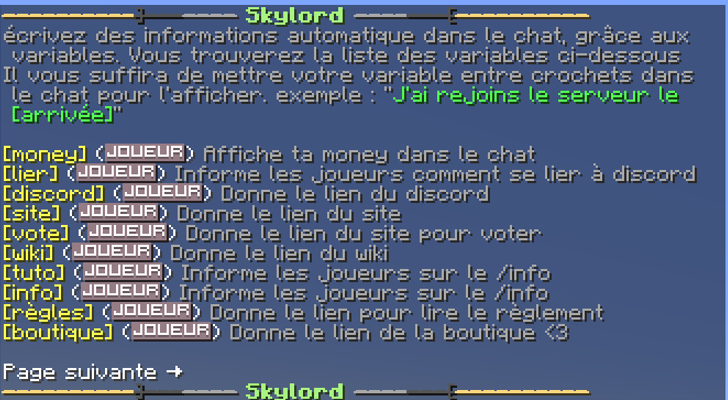 Skylord
écrivez des informations automatique dans le chat, grâce aux
variables. Vous trouverez la liste des variables ci-dessous
Il vous suffira de mettre votre variable entre crochets dans
le chat pour l'afficher. exemple : "J'ai rejoins le serveur le
[arrivée]"
[money] (JOUEUR) Affiche ta money dans le chat
[lier] (JOUEUR) Informe les joueurs comment se lier à discord
[discord] (JOUEUR) Donne le lien du discord
[site] (JOUEUR) Donne le lien du site
[vote] (JOUEUR) Donne le lien du site pour voter
[wiki] (JOUEUR) Donne le lien du wiki
[tuto] (JOUEUR) Informe les joueurs sur le /info
[info] (JOUEUR) Informe les joueurs sur le /info
[règles] (JOUEUR) Donne le lien pour lire le règlement
[boutique] (JOUEUR) Donne le lien de la boutique <3
Page suivante →
Skylord